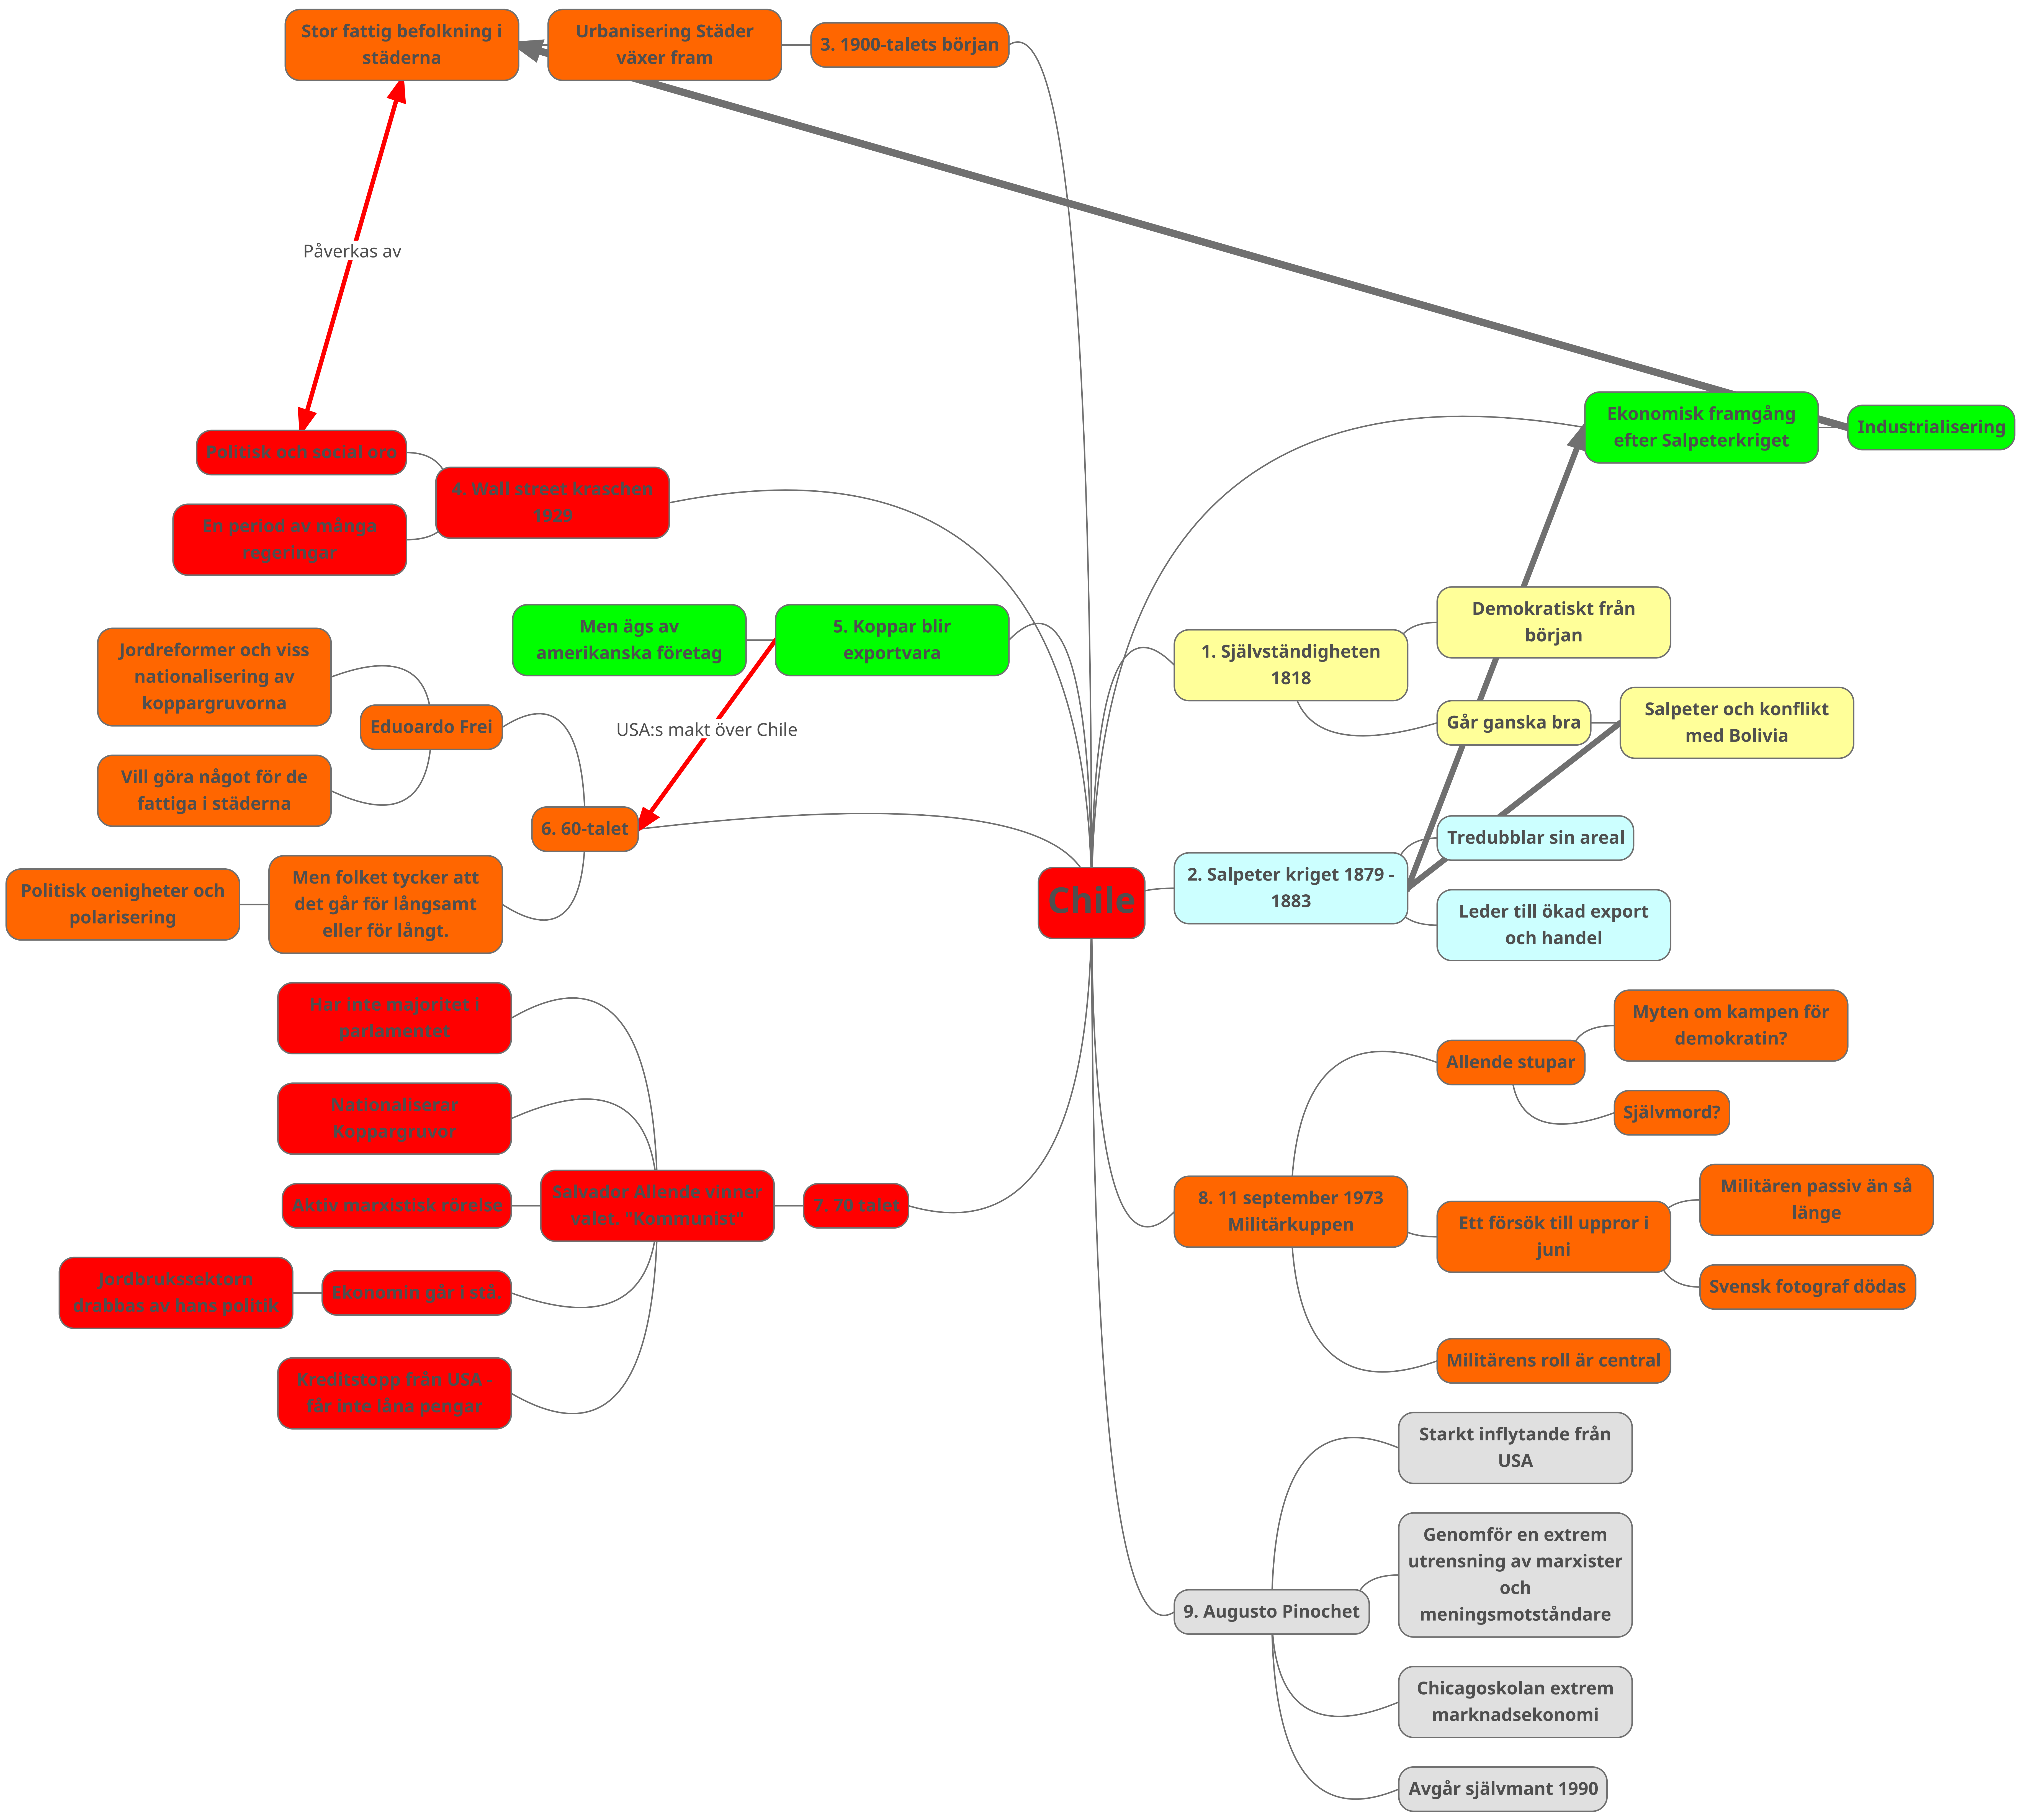 Stor fattig befolkning i
städerna
Urbanisering Städer
växer fram
3. 1900-talets början
Påverkas av
Politisk och social oro
En period av många
regeringar
4. Wall street kraschen
1929
Men ägs av
amerikanska företag
5. Koppar blir
exportvara
USA:s makt över Chile
Jordreformer och viss
nationalisering av
koppargruvorna
Vill göra något för de
fattiga i städerna
Eduoardo Frei
6. 60-talet
Politisk oenigheter och
polarisering
Men folket tycker att
det går för långsamt
eller för långt.
Har inte majoritet i
parlamentet
Nationaliserar
Koppargruvor
Aktiv marxistisk rörelse
Salvador Allende vinner
valet. "Kommunist"
7. 70 talet
Jordbrukssektorn
drabbas av hans politik
Ekonomin går i stå.
Kreditstopp från USA -
får inte låna pengar
Chile
Ekonomisk framgång
efter Salpeterkriget
Industrialisering
1. Självständigheten
1818
Demokratiskt från
början
Går ganska bra
Salpeter och konflikt
med Bolivia
2. Salpeter kriget 1879 -
1883
Tredubblar sin areal
Leder till ökad export
och handel
8. 11 september 1973
Militärkuppen
Allende stupar
Myten om kampen för
demokratin?
Självmord?
Ett försök till uppror i
juni
Militären passiv än så
länge
Svensk fotograf dödas
Militärens roll är central
9. Augusto Pinochet
Starkt inflytande från
USA
Genomför en extrem
utrensning av marxister
och
meningsmotståndare
Chicagoskolan extrem
marknadsekonomi
Avgår självmant 1990